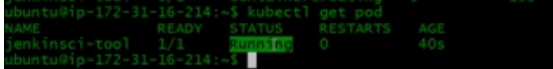 ubuntu@ip-172-31-16-214:~$ kubectl get pod
NAME READY STATUS RESTARTS AGE
jenkinsci-tool 1/1 Running 0 40s
ubuntu@ip-172-31-16-214:~$